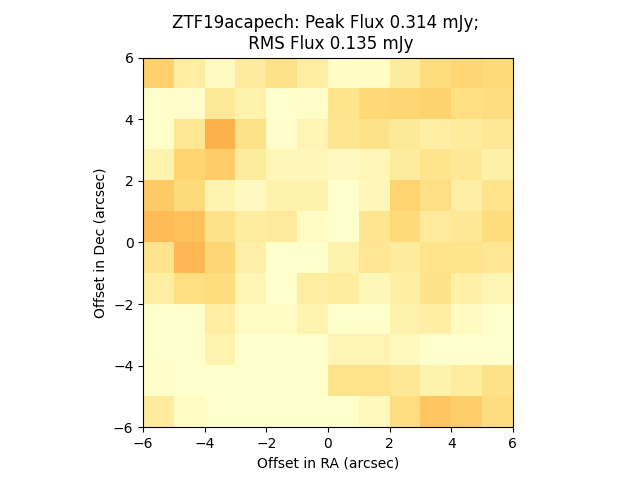 ZTF19acapech: Peak Flux 0.314 mJy;
RMS Flux 0.135 mJy
6
4
2
0
−2
−4
−6
Offset in Dec (arcsec)
−6 −4 −2 0 2 4 6
Offset in RA (arcsec)